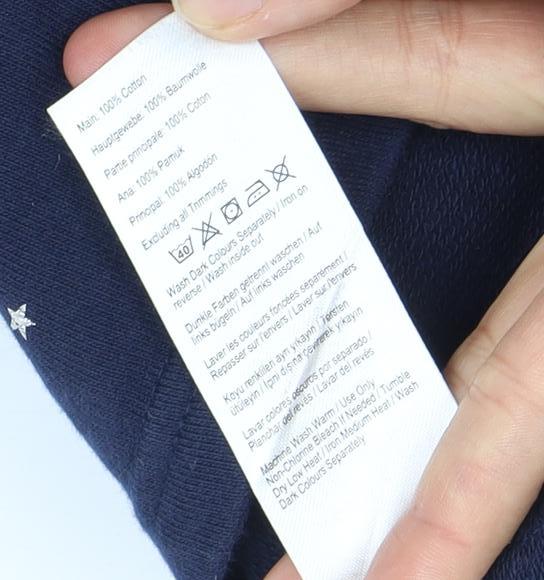 Main: 100% Cotton
Hauptgewebe: 100% Baumwolle
Partie principale: 100% Coton
Ana: 100% Pamuk
Principal: 100% Algodon
Excluding all Trimmings
40
Wash Dark Colours Separately / Iron on
reverse / Wash inside out
Dunkle Farben getrennt waschen / Auf
links bügeln / Auf links waschen
Laver les couleurs foncées séparément /
Repasser sur l'envers / Laver sur l'envers
Koyu renkilen ayrı yıkayın / Tersten
ütüleyin / İçini dışına çevirerek yıkayın
Lavar colores oscuros por separado /
Planchar del revés / Lavar del revés
Machine Wash Warm / Use Only
Non-Chlorine Bleach If Needed / Tumble
Dry Low Heat / Iron Medium Heat / Wash
Dark Colours Separately